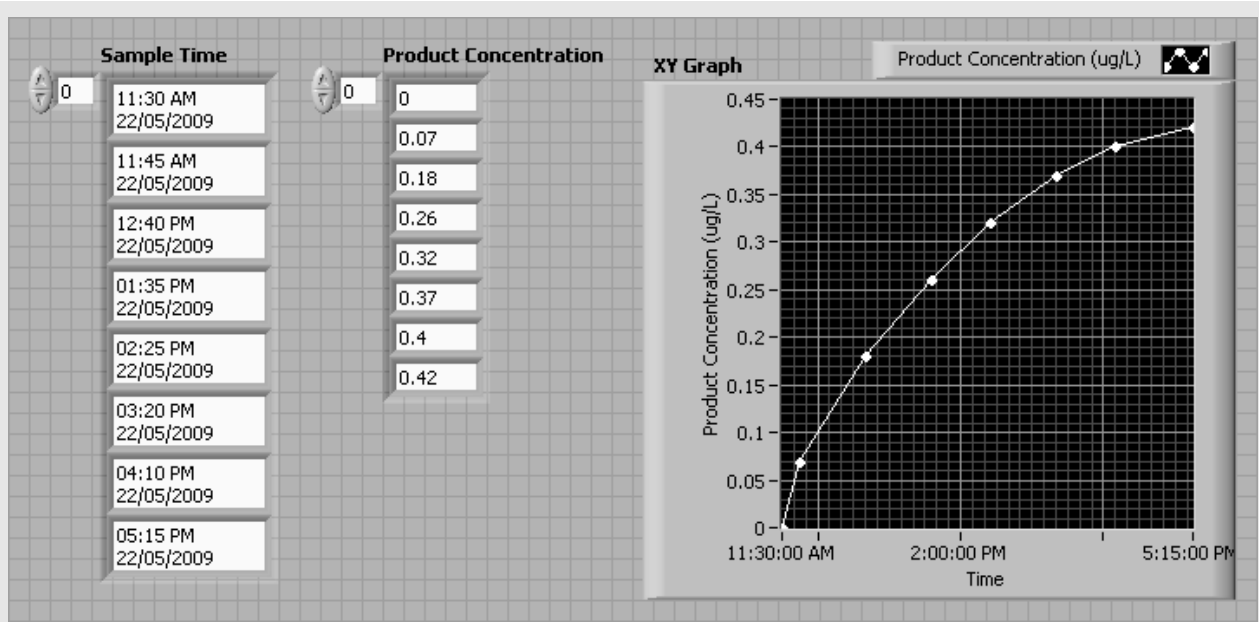 Sample Time
0
11:30 AM
22/05/2009
11:45 AM
22/05/2009
12:40 PM
22/05/2009
01:35 PM
22/05/2009
02:25 PM
22/05/2009
03:20 PM
22/05/2009
04:10 PM
22/05/2009
05:15 PM
22/05/2009
Product Concentration
0
0
0.07
0.18
0.26
0.32
0.37
0.4
0.42
XY Graph
Product Concentration (ug/L)
Product Concentration (ug/L)
0.45
0.4
0.35
0.3
0.25
0.2
0.15
0.1
0.05
0
11:30:00 AM
2:00:00 PM
5:15:00 PM
Time